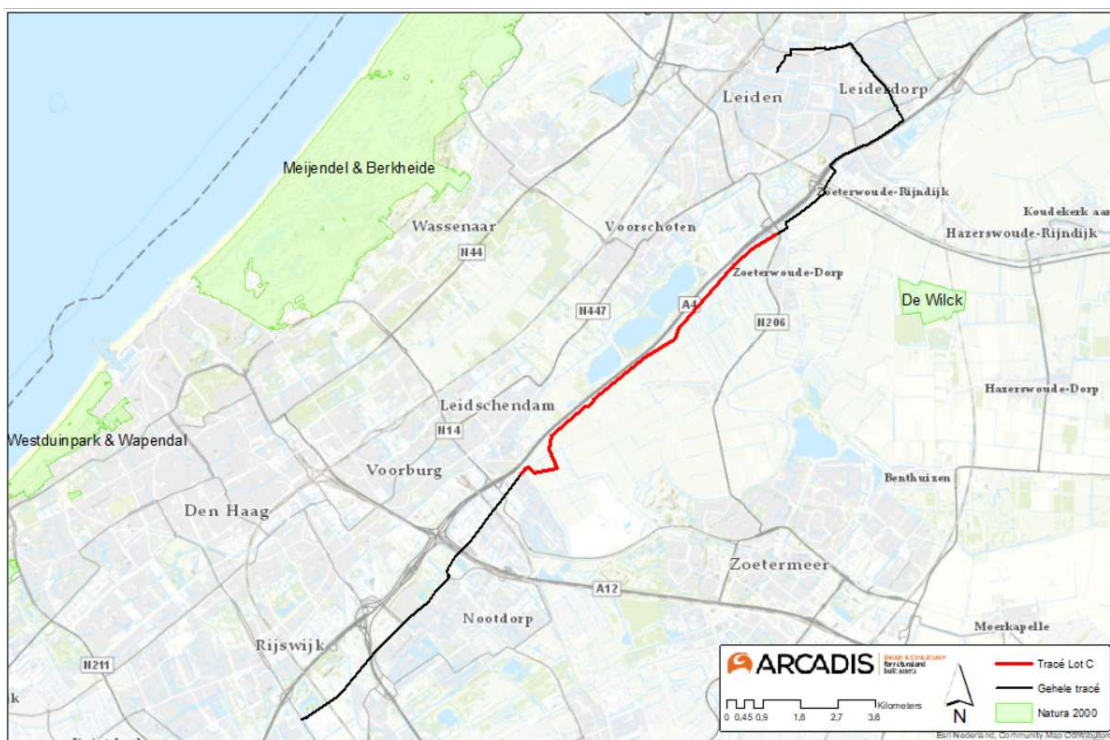 Leiderdorp
Leiden
Meijendel & Berkheide
Zoeterwoude-Rijndijk
Koudekerk aan
Wassenaar
Voorschoten
Hazerswoude-Rijndijk
N44
Zoeterwoude-Dorp
A4
De Wilck
N447
N206
Hazerswoude-Dorp
Leidschendam
N14
Westduinpark & Wapendal
Voorburg
Benthuizen
Den Haag
Zoetermeer
A12
Nootdorp
Moerkapelle
Rijswijk
N211
ARCADIS
Design & Consultancy
for natural and
built assets
Tracé Lot C
Gehele tracé
Natura 2000
Kilometers
0 0,45 0,9 1,8 2,7 3,6
N
Esri Nederland, Community Map Contributors